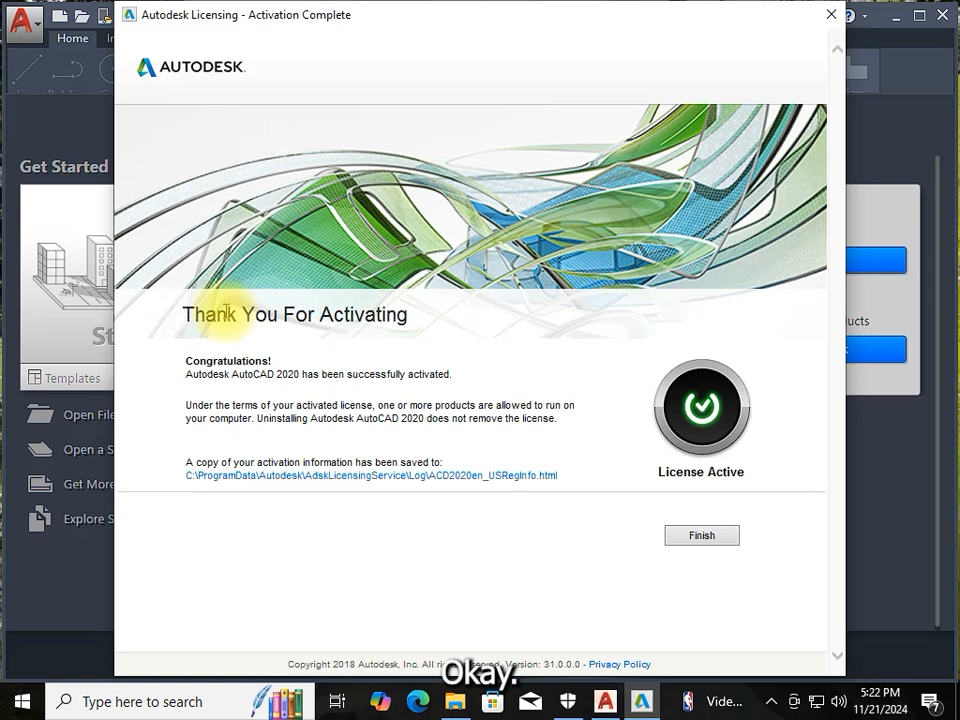 Autodesk Licensing - Activation Complete
Home
AUTODESK.
Get Started
Thank You For Activating
Congratulations!
Autodesk AutoCAD 2020 has been successfully activated.
Under the terms of your activated license, one or more products are allowed to run on
your computer. Uninstalling Autodesk AutoCAD 2020 does not remove the license.
A copy of your activation information has been saved to:
C:\ProgramData\Autodesk\AdskLicensingService\Log\ACD2020en_USRegInfo.html
License Active
Finish
Templates
Open File
Open a S
Get More
Explore S
Copyright 2018 Autodesk, Inc. All rights reserved. Version: 31.0.0.0 - Privacy Policy
Okay.
Type here to search
Vide...
5:22 PM
11/21/2024
7